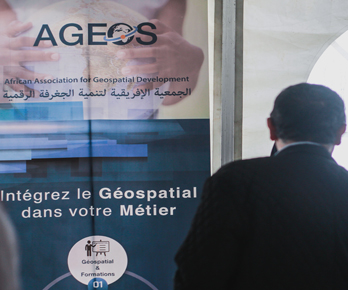 AGEOS
African Association for Geospatial Development
الجمعية الإفريقية لتنمية الجغرفة الرقمية
Intégrez le Géospatial
dans votre Métier
Géospatial
&
Formations
01